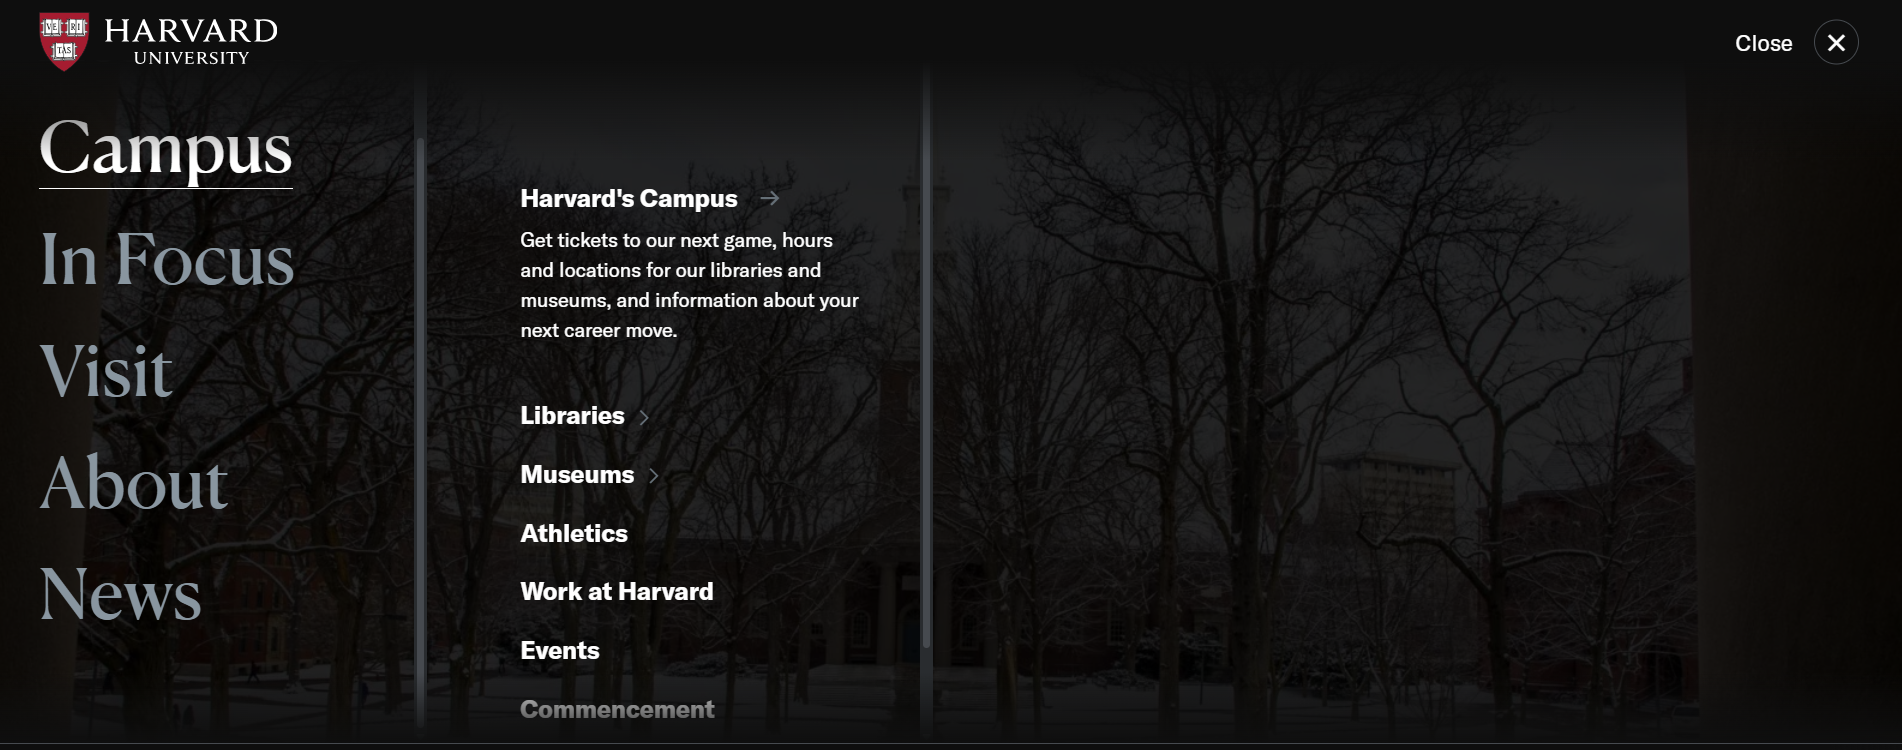 VE RI
TAS
HARVARD
UNIVERSITY
Close
Campus
In Focus
Visit
About
News
Harvard's Campus
Get tickets to our next game, hours
and locations for our libraries and
museums, and information about your
next career move.
Libraries
Museums
Athletics
Work at Harvard
Events
Commencement